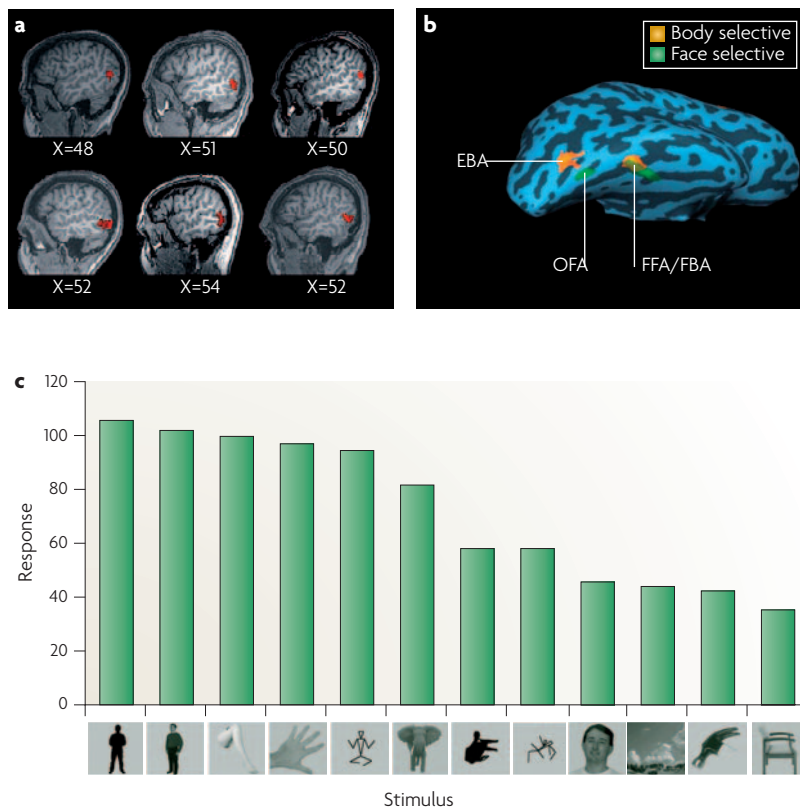 a
X=48
X=51
X=50
X=52
X=54
X=52
b
Body selective
Face selective
EBA
OFA
FFA/FBA
c
120
100
80
60
40
20
0
Response
Stimulus